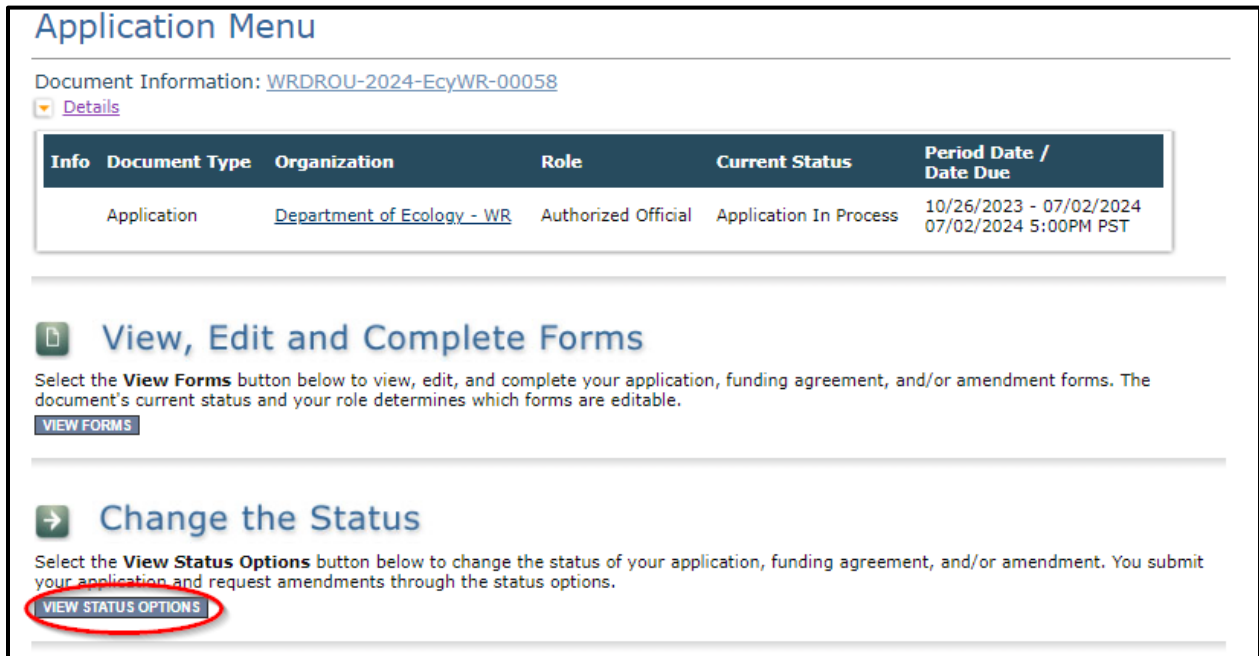 Application Menu
Document Information: WRDROU-2024-EcyWR-00058
Details
Info Document Type Organization Role Current Status Period Date / Date Due
Application Department of Ecology - WR Authorized Official Application In Process 10/26/2023 - 07/02/2024
07/02/2024 5:00PM PST
View, Edit and Complete Forms
Select the View Forms button below to view, edit, and complete your application, funding agreement, and/or amendment forms. The
document's current status and your role determines which forms are editable.
VIEW FORMS
Change the Status
Select the View Status Options button below to change the status of your application, funding agreement, and/or amendment. You submit
your application and request amendments through the status options.
VIEW STATUS OPTIONS